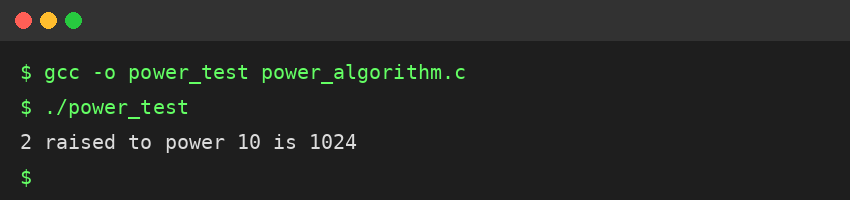 $ gcc -o power_test power_algorithm.c
$ ./power_test
2 raised to power 10 is 1024
$